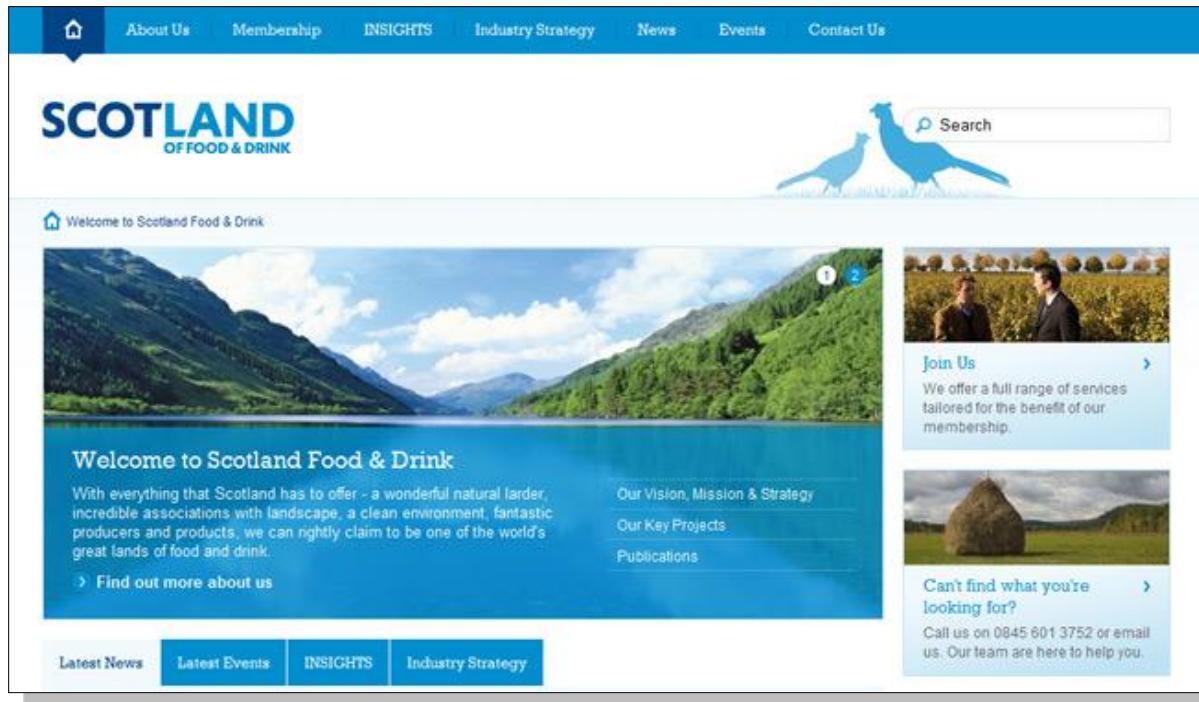 About Us Membership INSIGHTS Industry Strategy News Events Contact Us
SCOTLAND
OF FOOD & DRINK
Search
Welcome to Scotland Food & Drink
1 2
Welcome to Scotland Food & Drink
With everything that Scotland has to offer - a wonderful natural larder,
incredible associations with landscape, a clean environment, fantastic
producers and products, we can rightly claim to be one of the world's
great lands of food and drink.
Find out more about us
Our Vision, Mission & Strategy
Our Key Projects
Publications
Join Us
We offer a full range of services
tailored for the benefit of our
membership.
Can't find what you're
looking for?
Call us on 0845 601 3752 or email
us. Our team are here to help you.
Latest News Latest Events INSIGHTS Industry Strategy